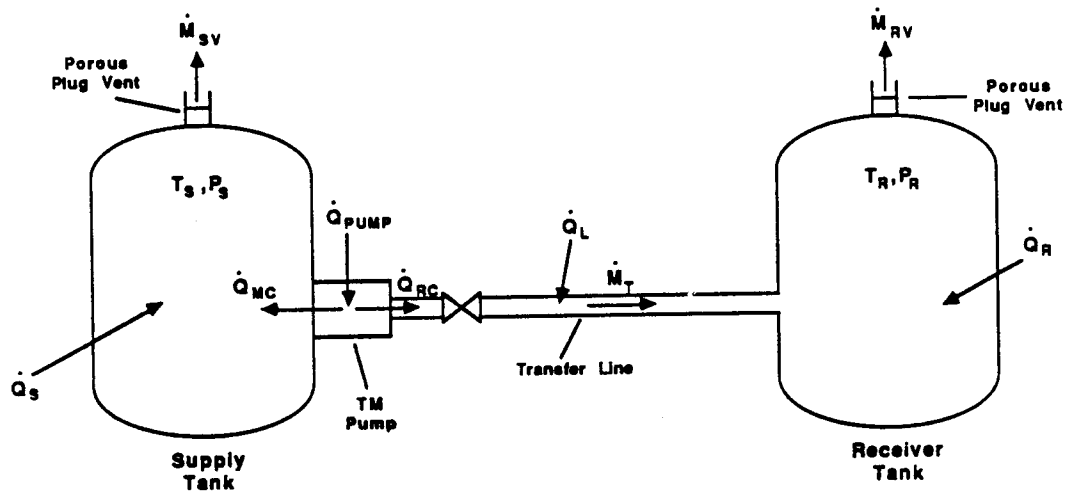 Ṁ_SV
Porous
Plug Vent
T_S , P_S
Q̇_PUMP
Q̇_MC
Q̇_RC
Q̇_S
TM
Pump
Supply
Tank
Q̇_L
Ṁ_T
Transfer Line
Ṁ_RV
Porous
Plug Vent
T_R, P_R
Q̇_R
Receiver
Tank